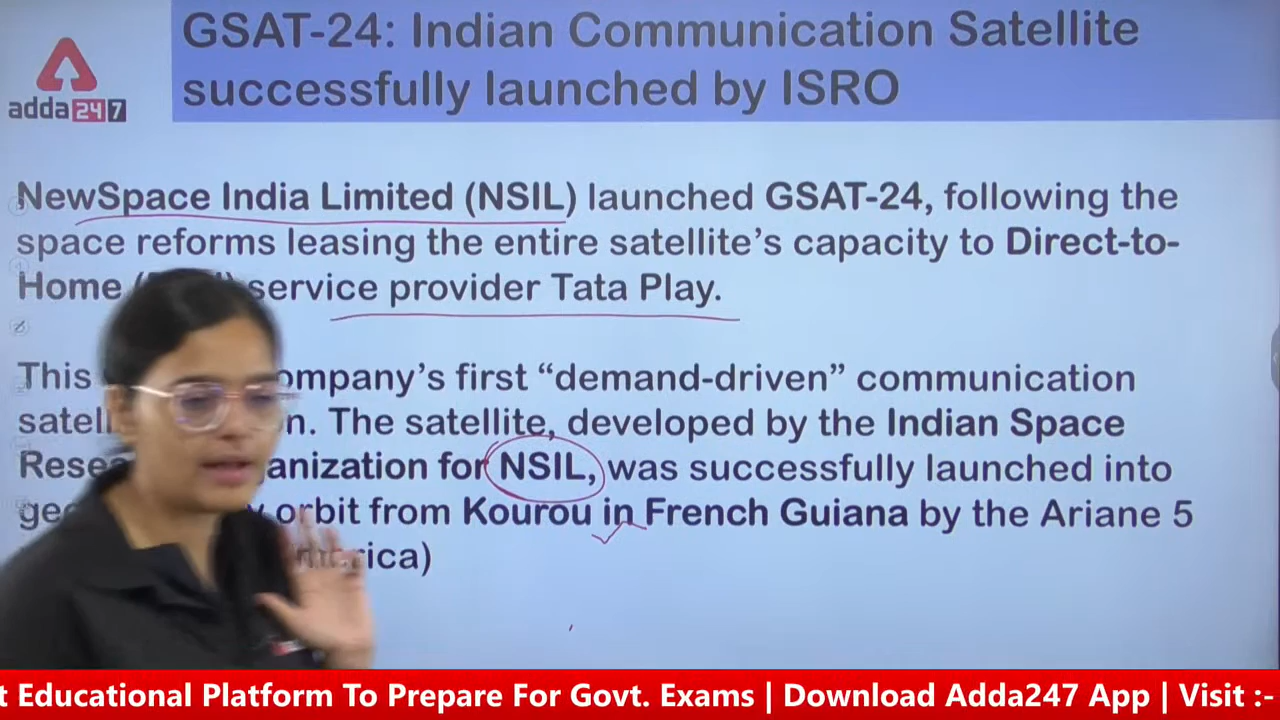 GSAT-24: Indian Communication Satellite
successfully launched by ISRO
adda247
NewSpace India Limited (NSIL) launched GSAT-24, following the
space reforms leasing the entire satellite's capacity to Direct-to-
Home service provider Tata Play.
This ompany's first “demand-driven” communication
satell n. The satellite, developed by the Indian Space
Resea anization for NSIL, was successfully launched into
ge y orbit from Kourou in French Guiana by the Ariane 5
rica)
t Educational Platform To Prepare For Govt. Exams | Download Adda247 App | Visit :-